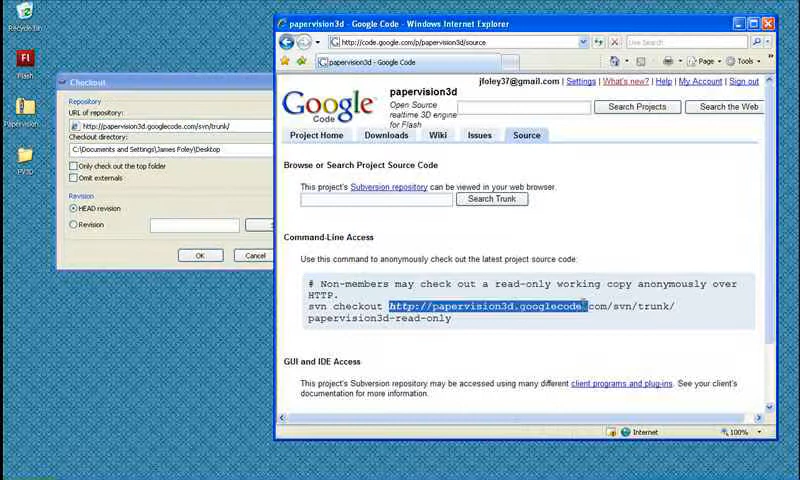 Recycle Bin
Flash
Papervision
PV3D
Checkout
Repository
URL of repository:
http://papervision3d.googlecode.com/svn/trunk/
Checkout directory:
C:\Documents and Settings\James Foley\Desktop
Only check out the top folder
Omit externals
Revision
HEAD revision
Revision
OK
Cancel
papervision3d - Google Code - Windows Internet Explorer
http://code.google.com/p/papervision3d/source
Live Search
papervision3d - Google Code
Page
Tools
jfoley37@gmail.com | Settings | What's new? | Help | My Account | Sign out
Google
Code
papervision3d
Open Source
realtime 3D engine
for Flash
Search Projects
Search the Web
Project Home
Downloads
Wiki
Issues
Source
Browse or Search Project Source Code
This project's Subversion repository can be viewed in your web browser.
Search Trunk
Command-Line Access
Use this command to anonymously check out the latest project source code:
# Non-members may check out a read-only working copy anonymously over
HTTP.
svn checkout http://papervision3d.googlecode.com/svn/trunk/
papervision3d-read-only
GUI and IDE Access
This project's Subversion repository may be accessed using many different client programs and plug-ins. See your client's
documentation for more information.
Internet
100%